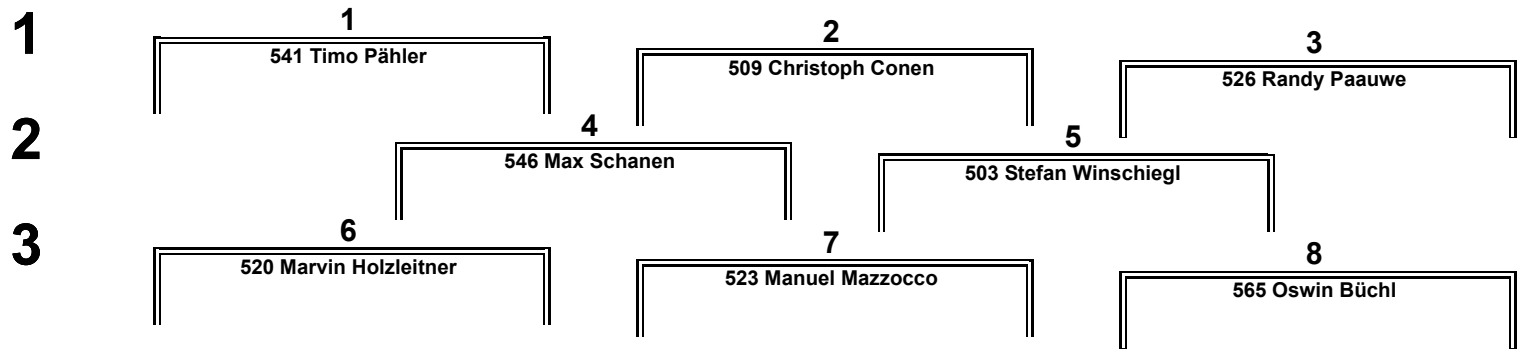 1
1
541 Timo Pähler
2
509 Christoph Conen
3
526 Randy Paauwe
2
4
546 Max Schanen
5
503 Stefan Winschiegl
3
6
520 Marvin Holzleitner
7
523 Manuel Mazzocco
8
565 Oswin Büchl